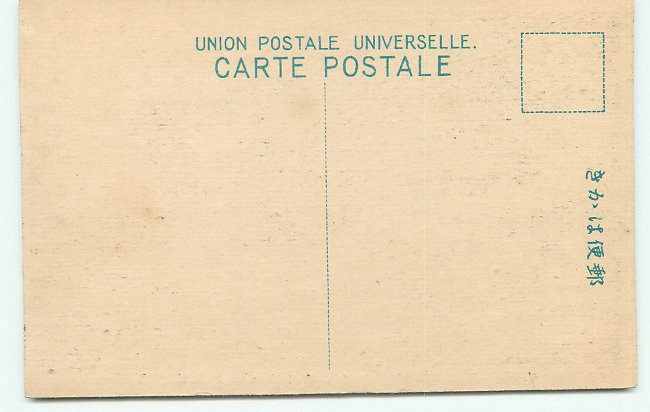 UNION POSTALE UNIVERSELLE.
CARTE POSTALE
郵便はかき